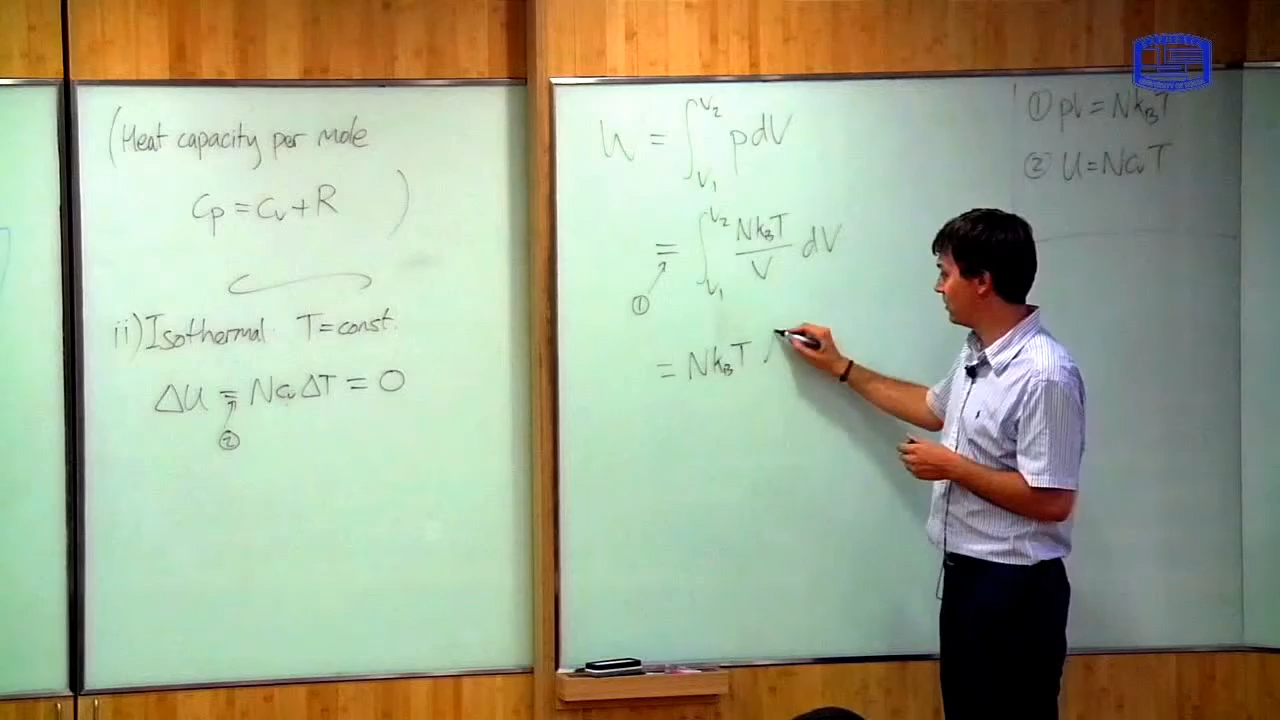 (Heat capacity per mole
Cp = Cv + R )
ii) Isothermal T = const.
ΔU = NcvΔT = 0
②
W = ∫_{V₁}^{V₂} pdV
= ∫_{V₁}^{V₂} NkBT/V dV
①
= NkBT
① pV = NkBT
② U = NcvT